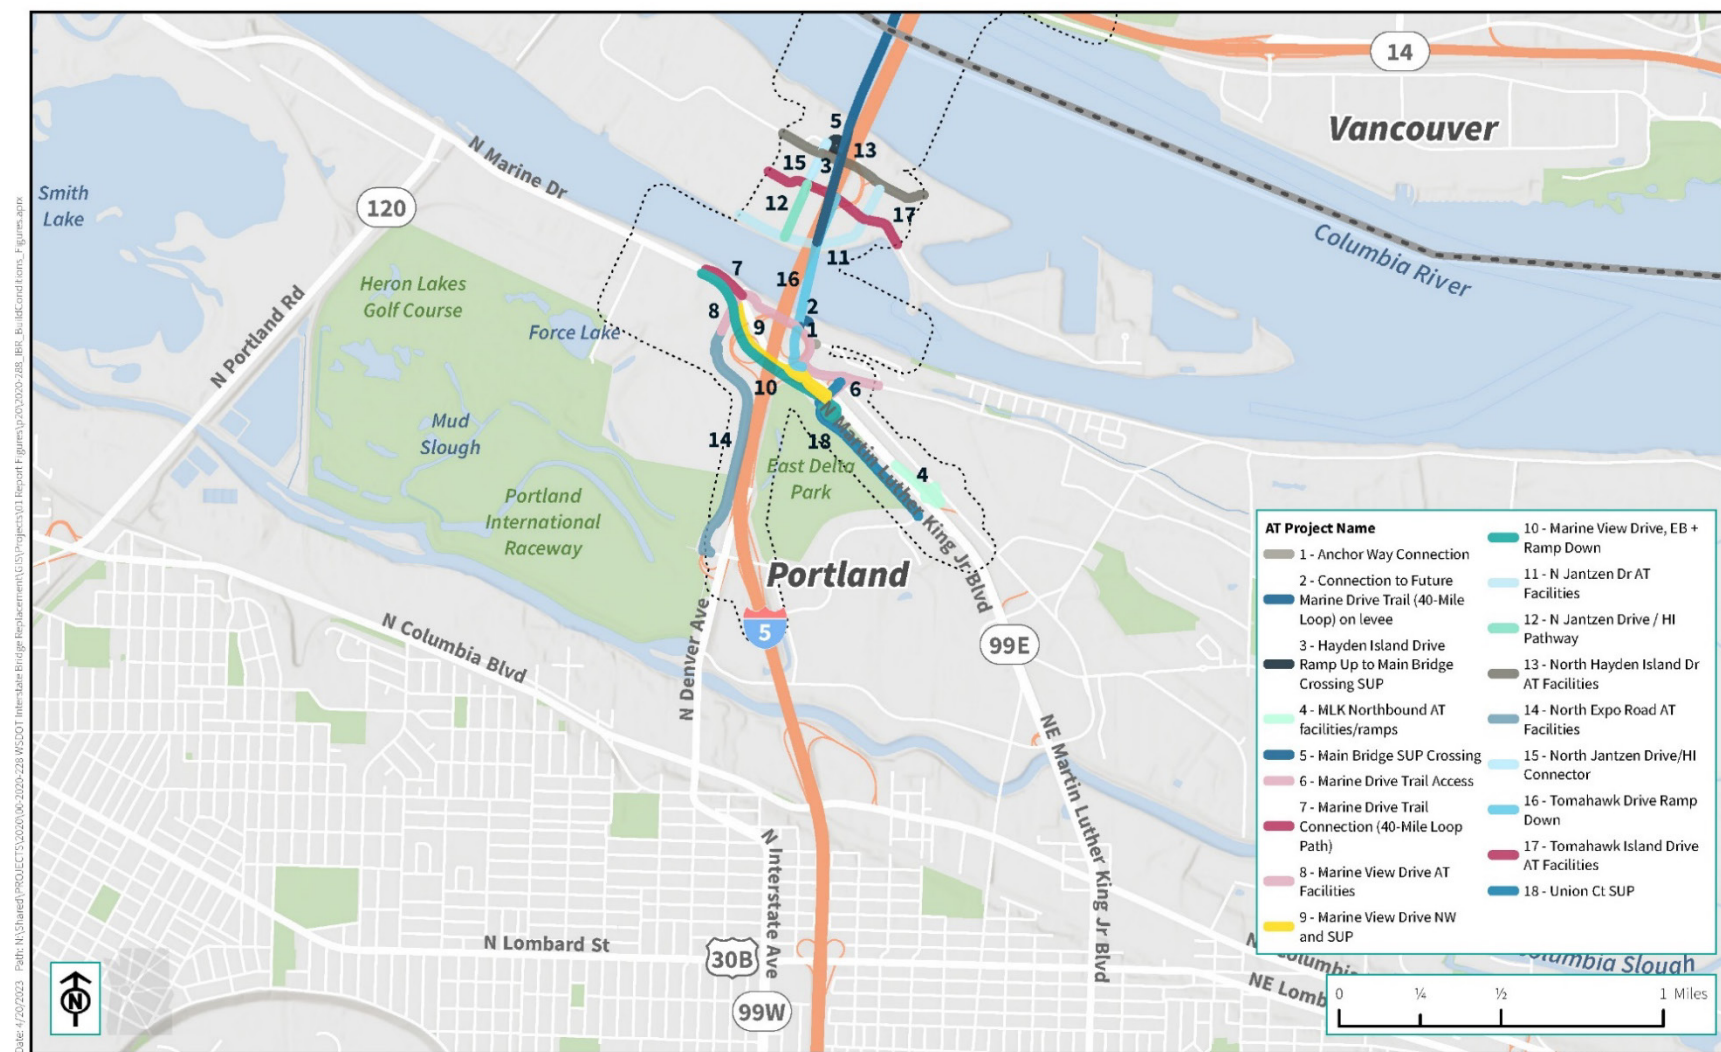 14
Vancouver
5
13
3
15
12
17
11
16
Columbia River
Smith
Lake
N Marine Dr
120
Heron Lakes
Golf Course
Force Lake
7
8
9
2
1
10
6
N Portland Rd
Mud
Slough
14
18
4
N Martin Luther King Jr Blvd
East Delta
Park
Portland
International
Raceway
Portland
5
N Columbia Blvd
N Denver Ave
99E
NE Martin Luther King Jr Blvd
N Interstate Ave
N Lombard St
30B
99W
N Columbia
NE Lomb
Columbia Slough
N
AT Project Name
1 - Anchor Way Connection
2 - Connection to Future
Marine Drive Trail (40-Mile
Loop) on levee
3 - Hayden Island Drive
Ramp Up to Main Bridge
Crossing SUP
4 - MLK Northbound AT
facilities/ramps
5 - Main Bridge SUP Crossing
6 - Marine Drive Trail Access
7 - Marine Drive Trail
Connection (40-Mile Loop
Path)
8 - Marine View Drive AT
Facilities
9 - Marine View Drive NW
and SUP
10 - Marine View Drive, EB +
Ramp Down
11 - N Jantzen Dr AT
Facilities
12 - N Jantzen Drive / HI
Pathway
13 - North Hayden Island Dr
AT Facilities
14 - North Expo Road AT
Facilities
15 - North Jantzen Drive/HI
Connector
16 - Tomahawk Drive Ramp
Down
17 - Tomahawk Island Drive
AT Facilities
18 - Union Ct SUP
0 ¼ ½ 1 Miles
Date: 4/20/2023